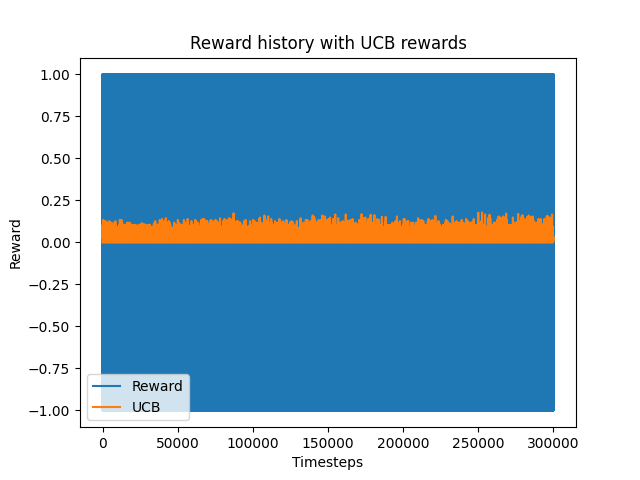 Reward history with UCB rewards
1.00
0.75
0.50
0.25
0.00
−0.25
−0.50
−0.75
−1.00
Reward
Reward
UCB
0 50000 100000 150000 200000 250000 300000
Timesteps